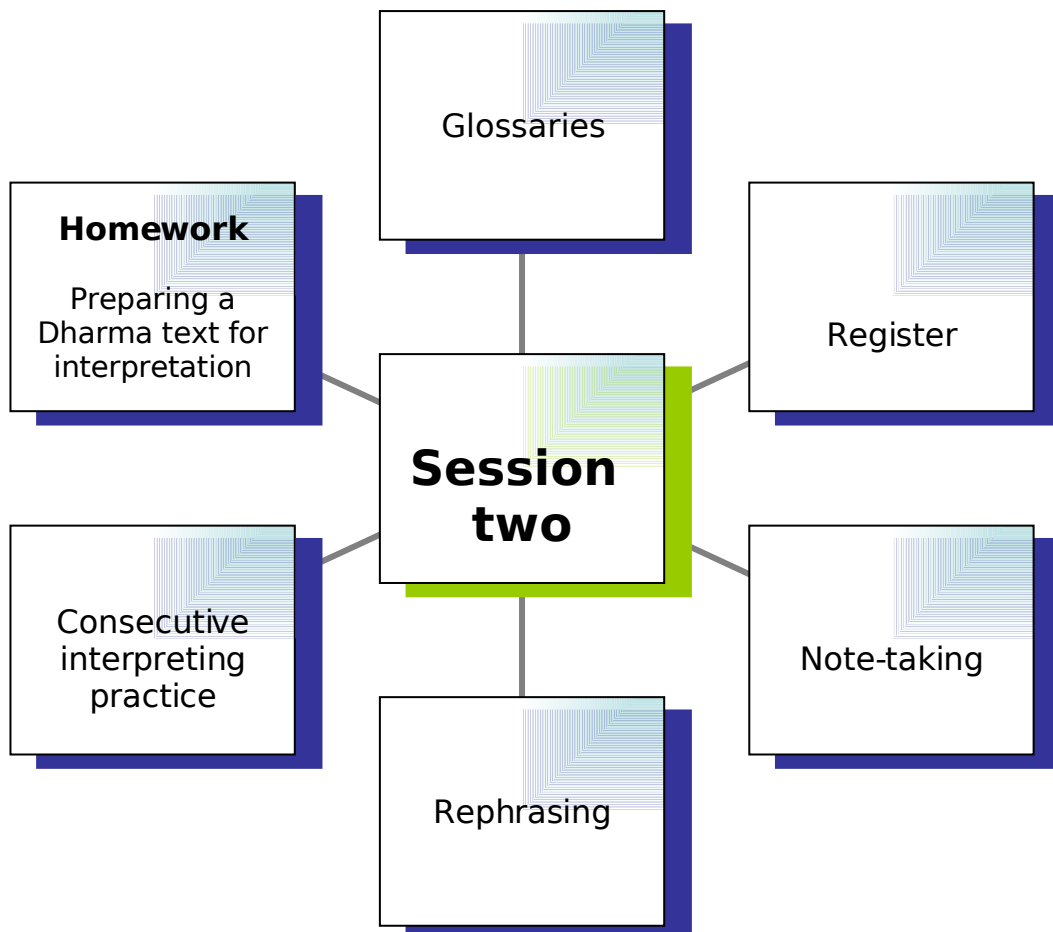 Glossaries
Homework
Preparing a
Dharma text for
interpretation
Register
Session
two
Consecutive
interpreting
practice
Note-taking
Rephrasing